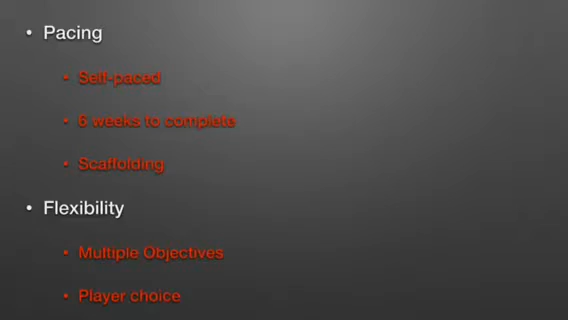 • Pacing
• Self-paced
• 6 weeks to complete
• Scaffolding
• Flexibility
• Multiple Objectives
• Player choice